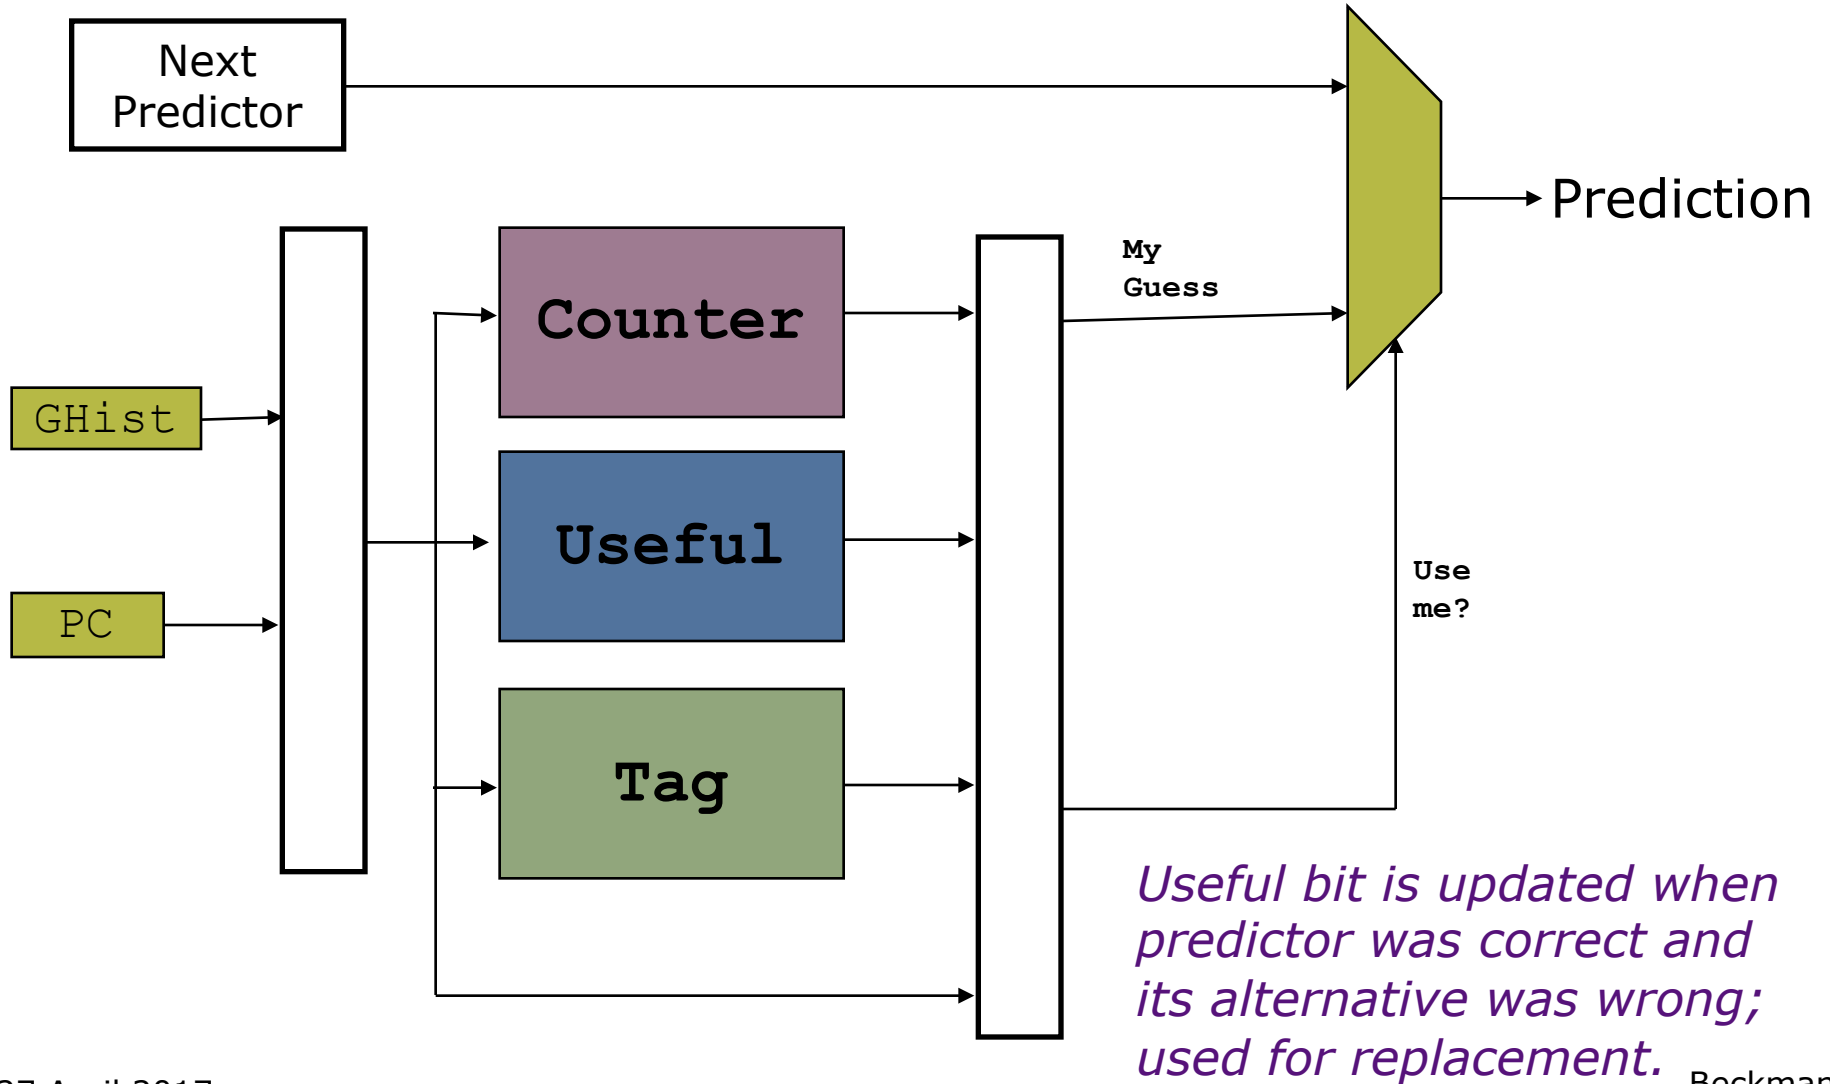 Next
Predictor
Prediction
My
Guess
Counter
GHist
Useful
Use
me?
PC
Tag
Useful bit is updated when
predictor was correct and
its alternative was wrong;
used for replacement.